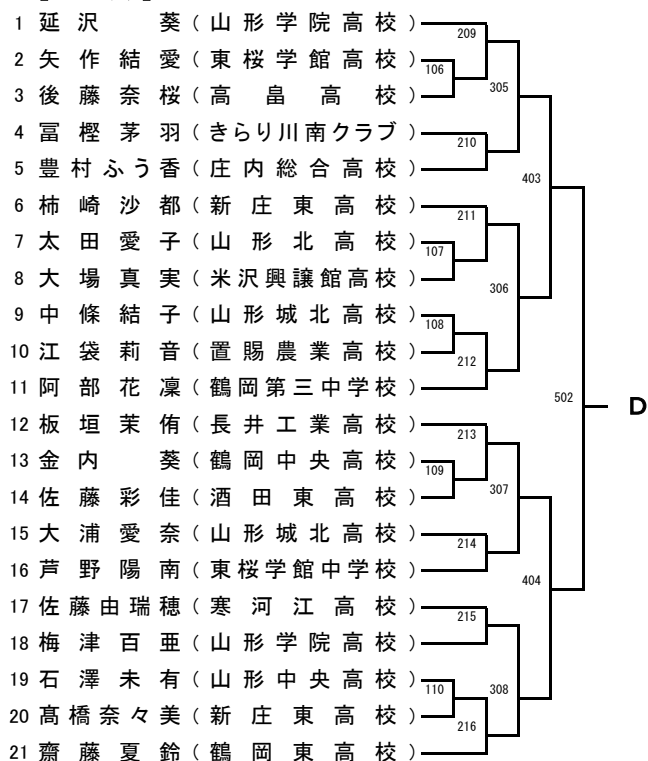 1 延沢 葵 ( 山形学院高校 )
209
2 矢作結愛 ( 東桜学館高校 )
106
3 後藤奈桜 ( 高畠高校 )
305
4 冨樫茅羽 ( きらり川南クラブ )
210
5 豊村ふう香 ( 庄内総合高校 )
403
6 柿崎沙都 ( 新庄東高校 )
211
7 太田愛子 ( 山形北高校 )
107
8 大場真実 ( 米沢興譲館高校 )
306
9 中條結子 ( 山形城北高校 )
108
10 江袋莉音 ( 置賜農業高校 )
212
11 阿部花凜 ( 鶴岡第三中学校 )
502
D
12 板垣茉侑 ( 長井工業高校 )
213
13 金内 葵 ( 鶴岡中央高校 )
109
14 佐藤彩佳 ( 酒田東高校 )
307
15 大浦愛奈 ( 山形城北高校 )
214
16 芦野陽南 ( 東桜学館中学校 )
404
17 佐藤由瑞穂 ( 寒河江高校 )
215
18 梅津百亜 ( 山形学院高校 )
19 石澤未有 ( 山形中央高校 )
110
308
20 髙橋奈々美 ( 新庄東高校 )
216
21 齋藤夏鈴 ( 鶴岡東高校 )